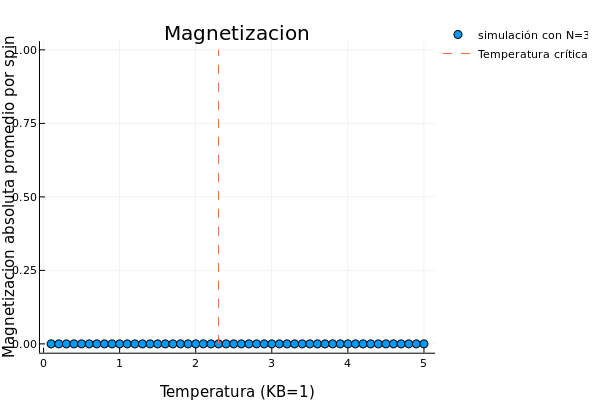 Magnetizacion
simulación con N=3
Temperatura crítica
Magnetizacion absoluta promedio por spin
1.00
0.75
0.50
0.25
0.00
0 1 2 3 4 5
Temperatura (KB=1)